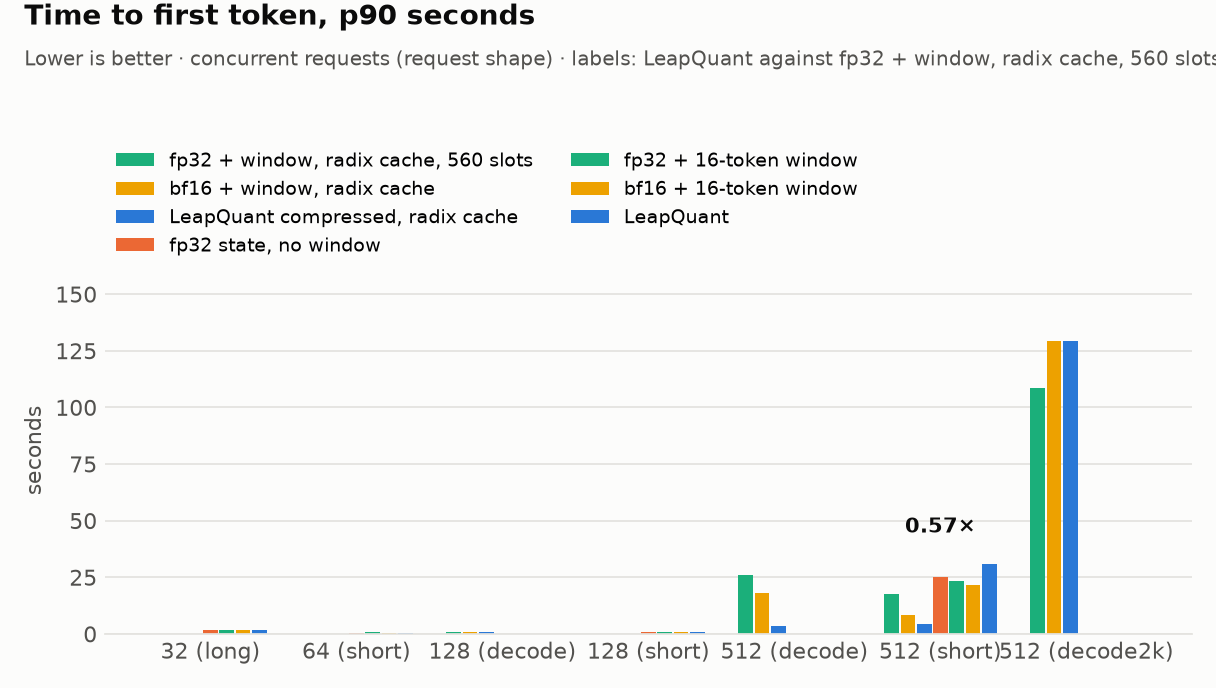 Time to first token, p90 seconds
Lower is better · concurrent requests (request shape) · labels: LeapQuant against fp32 + window, radix cache, 560 slots
fp32 + window, radix cache, 560 slots
fp32 + 16-token window
bf16 + window, radix cache
bf16 + 16-token window
LeapQuant compressed, radix cache
LeapQuant
fp32 state, no window
150
125
100
75
50
25
0
seconds
0.57×
32 (long)
64 (short)
128 (decode)
128 (short)
512 (decode)
512 (short)
512 (decode2k)